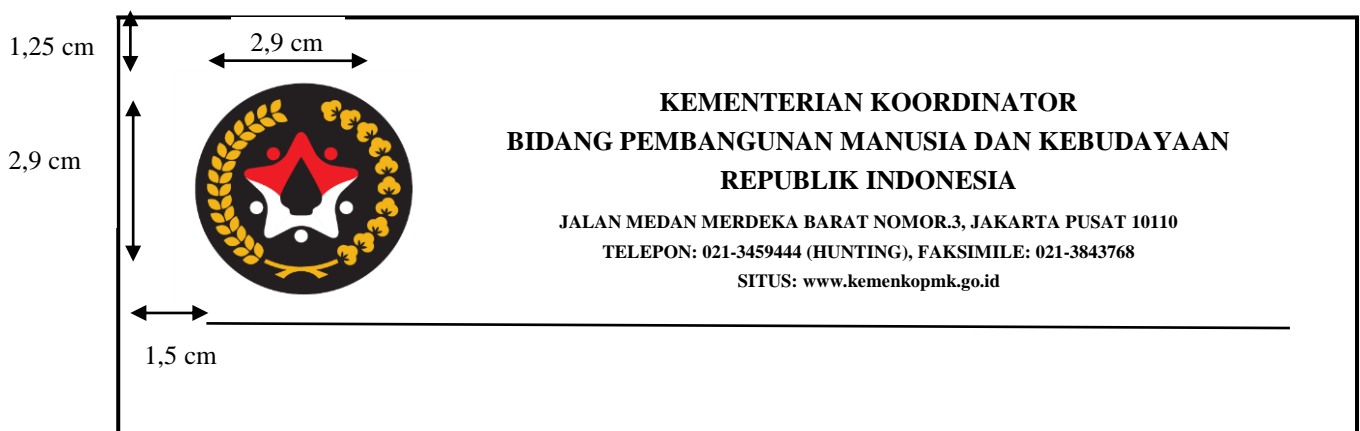 1,25 cm
2,9 cm
KEMENTERIAN KOORDINATOR
BIDANG PEMBANGUNAN MANUSIA DAN KEBUDAYAAN
2,9 cm
REPUBLIK INDONESIA
JALAN MEDAN MERDEKA BARAT NOMOR.3, JAKARTA PUSAT 10110
TELEPON: 021-3459444 (HUNTING), FAKSIMILE: 021-3843768
SITUS: www.kemenkopmk.go.id
1,5 cm